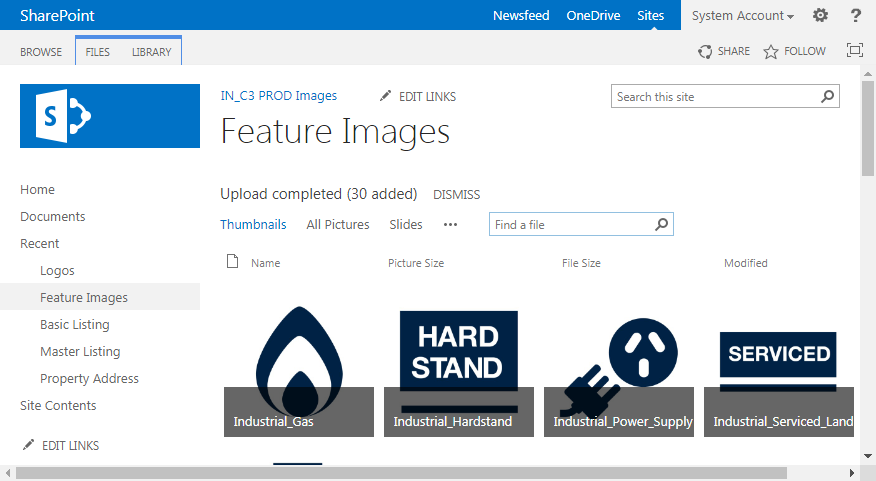 SharePoint
Newsfeed OneDrive Sites System Account ?
BROWSE FILES LIBRARY SHARE FOLLOW
S
IN_C3 PROD Images EDIT LINKS Search this site
Feature Images
Upload completed (30 added) DISMISS
Thumbnails All Pictures Slides ... Find a file
Name Picture Size File Size Modified
Home
Documents
Recent
Logos
Feature Images
Basic Listing
Master Listing
Property Address
Site Contents
EDIT LINKS
HARD
STAND
SERVICED
Industrial_Gas Industrial_Hardstand Industrial_Power_Supply Industrial_Serviced_Land